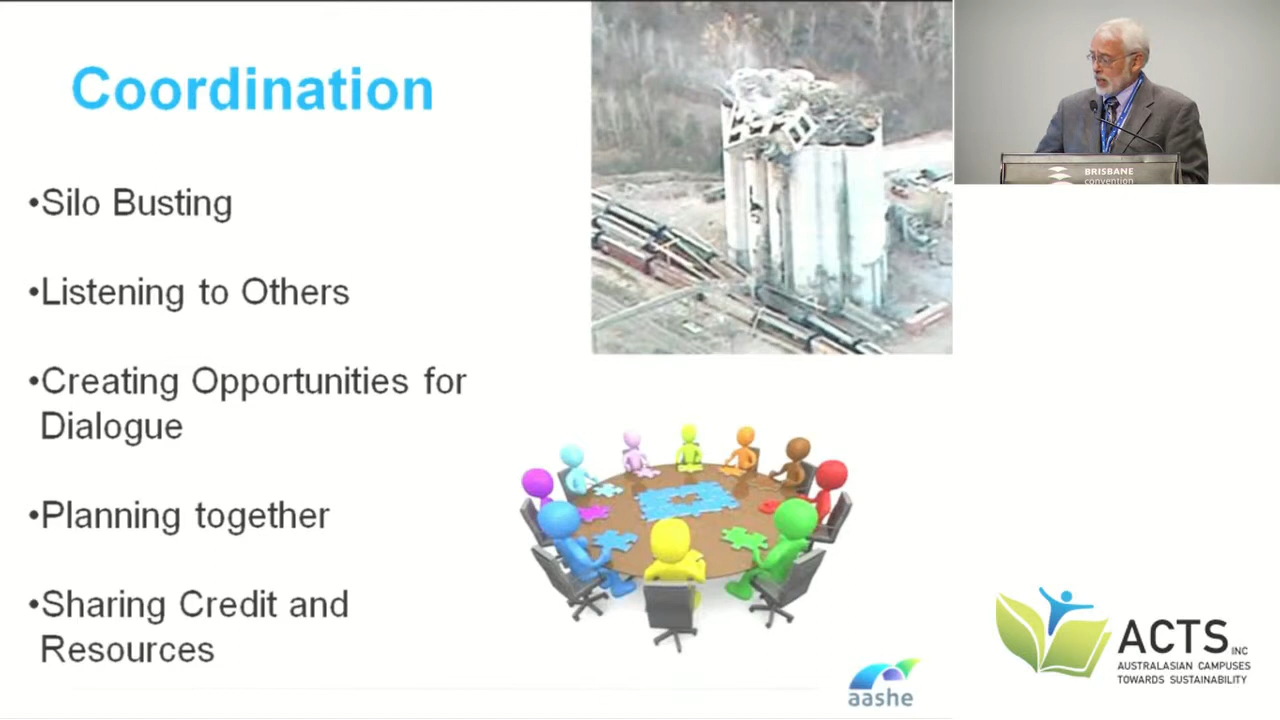 Coordination
•Silo Busting
•Listening to Others
•Creating Opportunities for
Dialogue
•Planning together
•Sharing Credit and
Resources
aashe
BRISBANE
convention
ACTS INC
AUSTRALASIAN CAMPUSES
TOWARDS SUSTAINABILITY